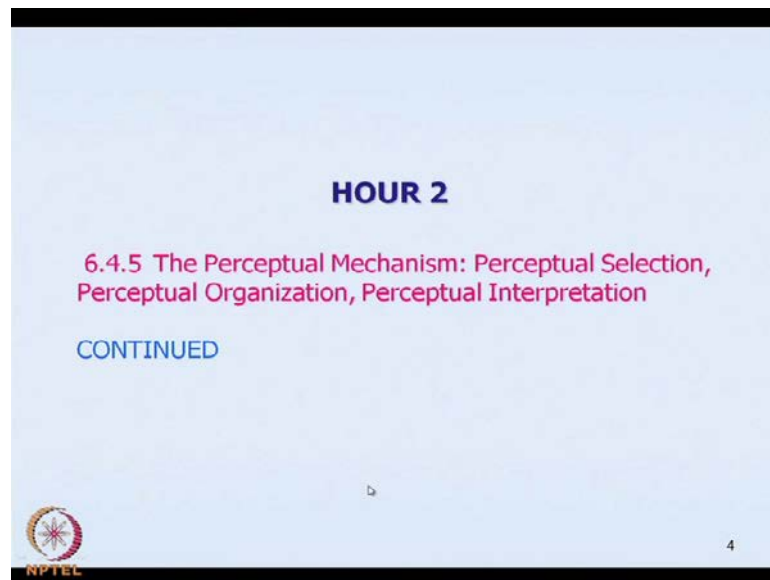 HOUR 2
6.4.5 The Perceptual Mechanism: Perceptual Selection,
Perceptual Organization, Perceptual Interpretation
CONTINUED
NPTEL
4